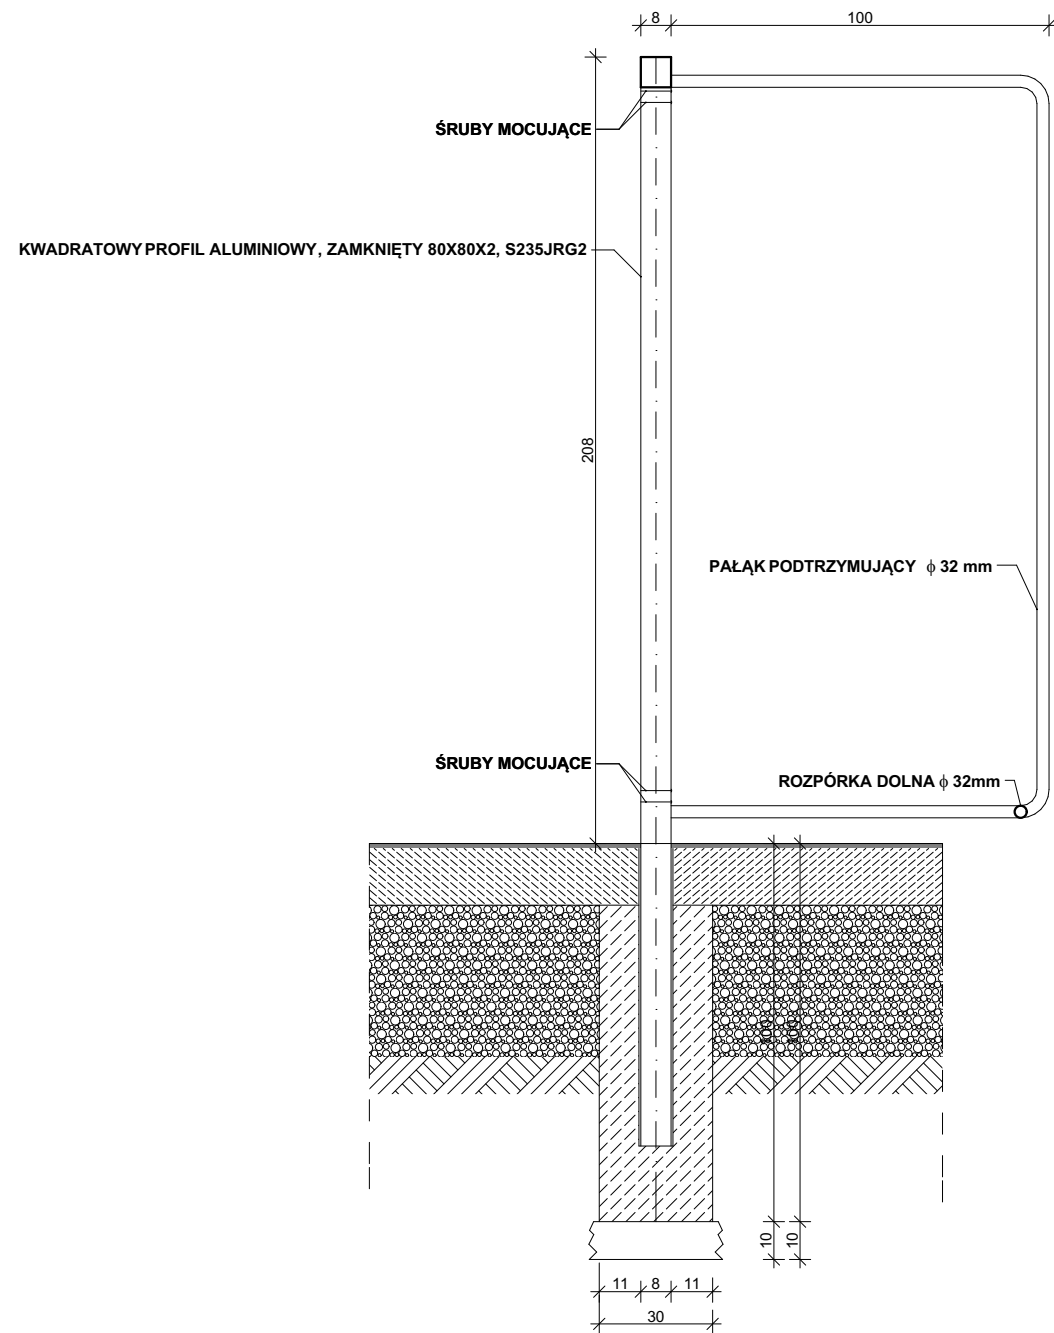 8
100
ŚRUBY MOCUJĄCE
KWADRATOWY PROFIL ALUMINIOWY, ZAMKNIĘTY 80X80X2, S235JRG2
208
PAŁĄK PODTRZYMUJĄCY ϕ 32 mm
ŚRUBY MOCUJĄCE
ROZPÓRKA DOLNA ϕ 32mm
100
100
10
10
11
8
11
30